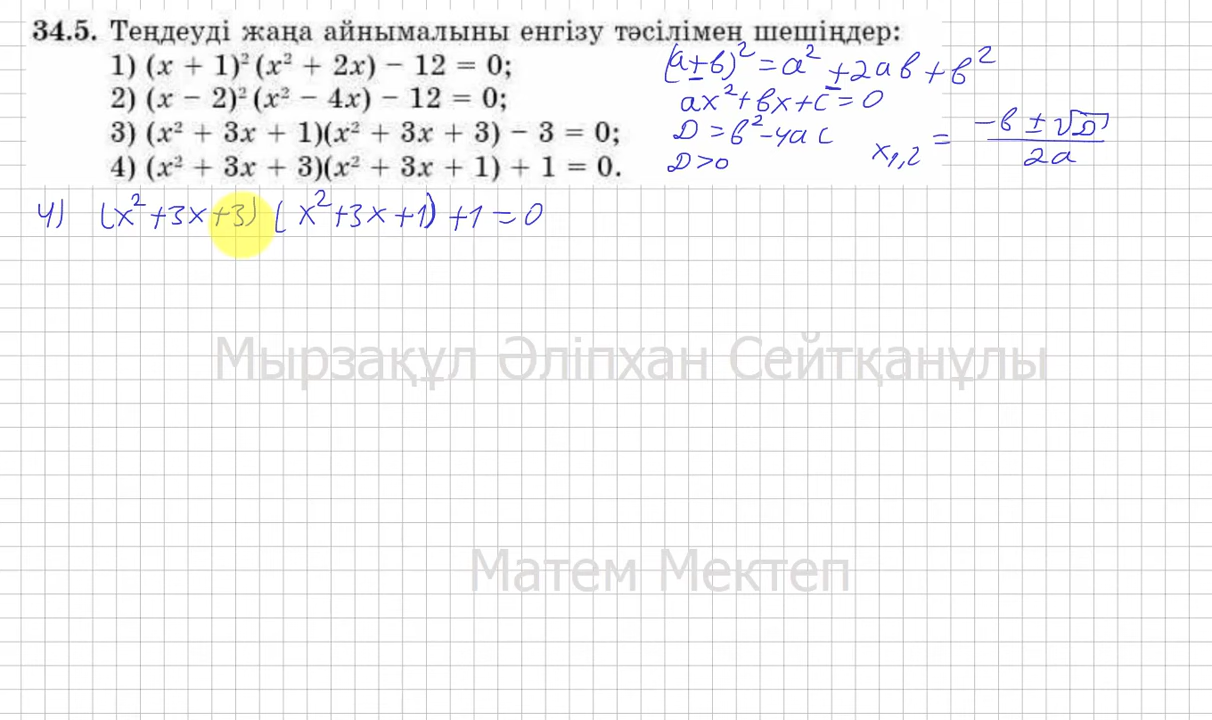 34.5. Теңдеуді жаңа айнымалыны енгізу тәсілімен шешіңдер:
1) (x + 1)² (x² + 2x) − 12 = 0;
2) (x − 2)² (x² − 4x) − 12 = 0;
3) (x² + 3x + 1)(x² + 3x + 3) − 3 = 0;
4) (x² + 3x + 3)(x² + 3x + 1) + 1 = 0.
(a±b)² = a² ± 2ab + b²
ax² + bx + c = 0
D = b² − 4ac
D > 0
x₁,₂ = (−b ± √D) / 2a
4) (x² + 3x + 3) (x² + 3x + 1) + 1 = 0
Мырзақұл Әліпхан Сейтқанұлы
Матем Мектеп